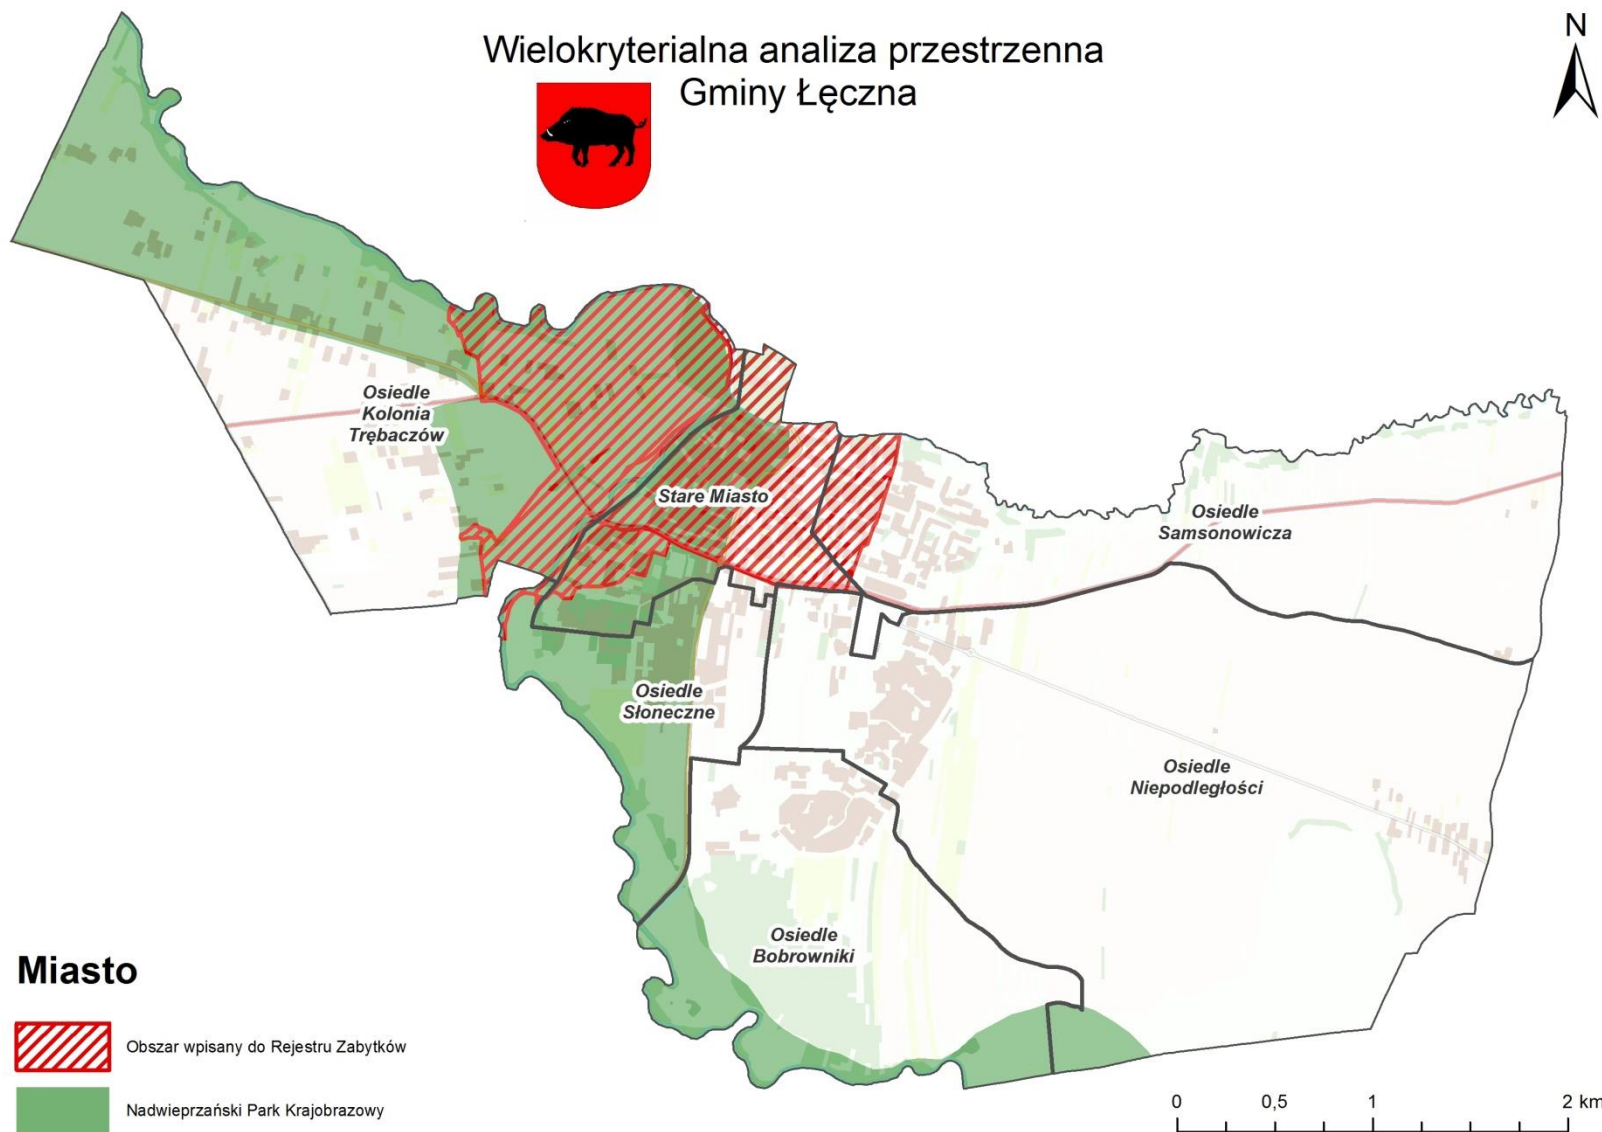 Wielokryterialna analiza przestrzenna
Gminy Łęczna
N
Osiedle
Kolonia
Trębaczów
Stare Miasto
Osiedle
Samsonowicza
Osiedle
Słoneczne
Osiedle
Niepodległości
Osiedle
Bobrowniki
Miasto
Obszar wpisany do Rejestru Zabytków
Nadwieprzański Park Krajobrazowy
0 0,5 1 2 km